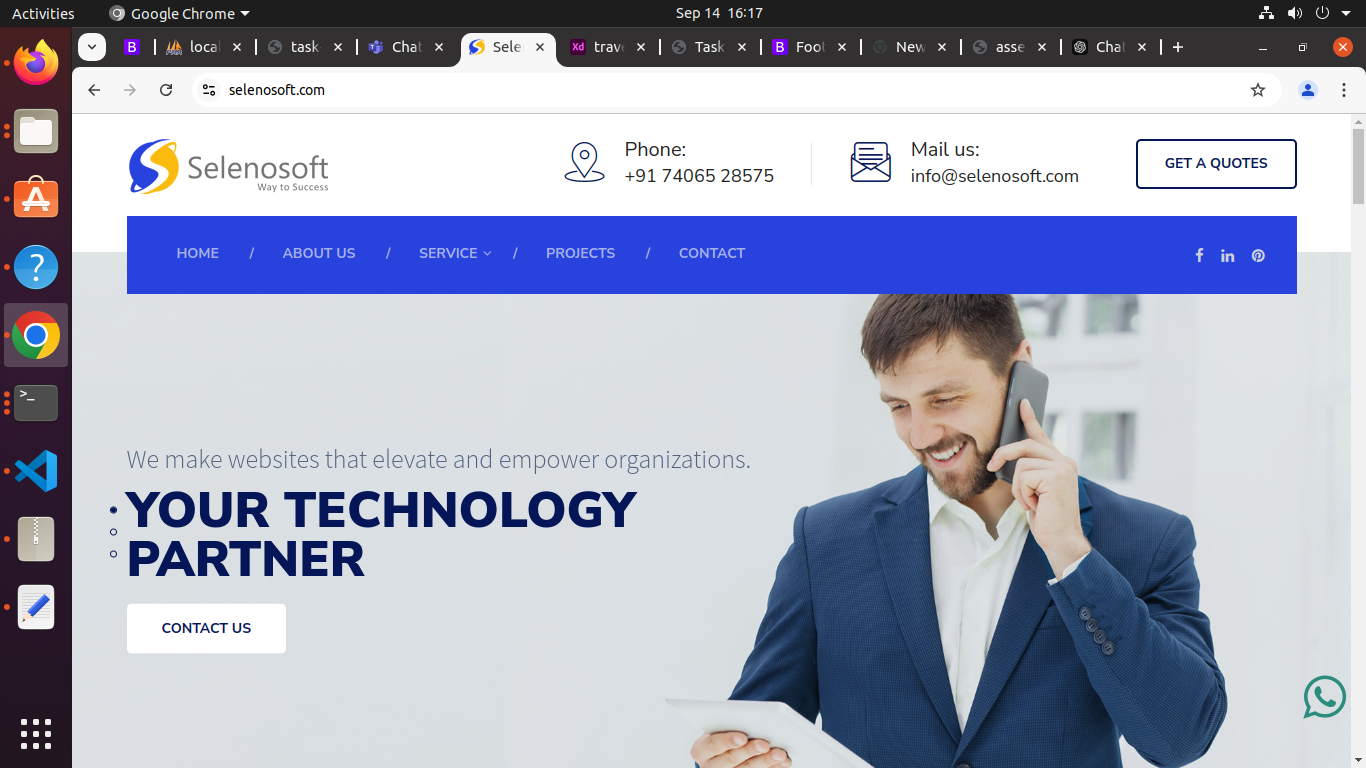 Activities
Google Chrome
Sep 14 16:17
B
loca
task
Chat
Sele
Xd
trave
Task
B
Foot
New
asse
Chat
selenosoft.com
Selenosoft
Way to Success
Phone:
+91 74065 28575
Mail us:
info@selenosoft.com
GET A QUOTES
HOME / ABOUT US / SERVICE / PROJECTS / CONTACT
We make websites that elevate and empower organizations.
YOUR TECHNOLOGY
PARTNER
CONTACT US